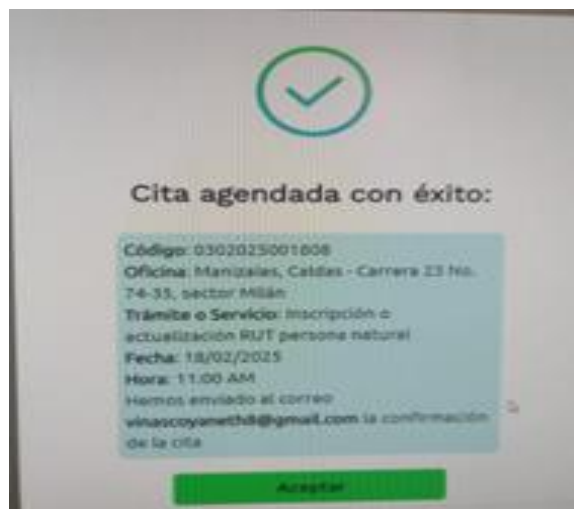 Cita agendada con éxito:
Código: 0302025001808
Oficina: Manizales, Caldas - Carrera 23 No.
74-35, sector Milán
Trámite o Servicio: Inscripción o
actualización RUT persona natural
Fecha: 18/02/2025
Hora: 11:00 AM
Hemos enviado al correo
vinascoyaneth8@gmail.com la confirmación
de la cita
Aceptar